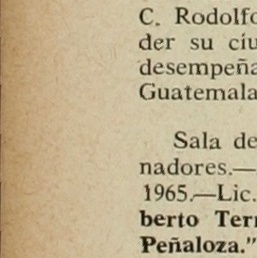 C. Rodolfo
der su ciu
desempeña
Guatemala
Sala de
nadores.—
1965.—Lic.
berto Terr
Peñaloza."